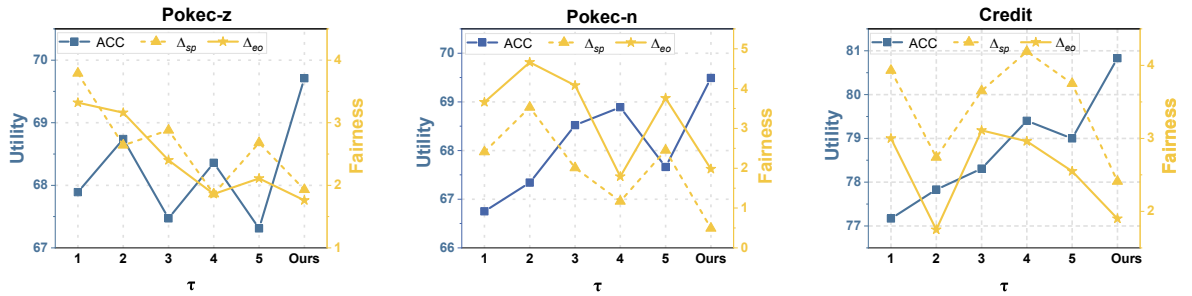 Pokec-z
ACC Δsp Δeo
70
69
68
67
Utility
4
3
2
1
Fairness
1 2 3 4 5 Ours
τ
Pokec-n
ACC Δsp Δeo
70
69
68
67
66
Utility
5
4
3
2
1
0
Fairness
1 2 3 4 5 Ours
τ
Credit
ACC Δsp Δeo
81
80
79
78
77
Utility
4
3
2
Fairness
1 2 3 4 5 Ours
τ